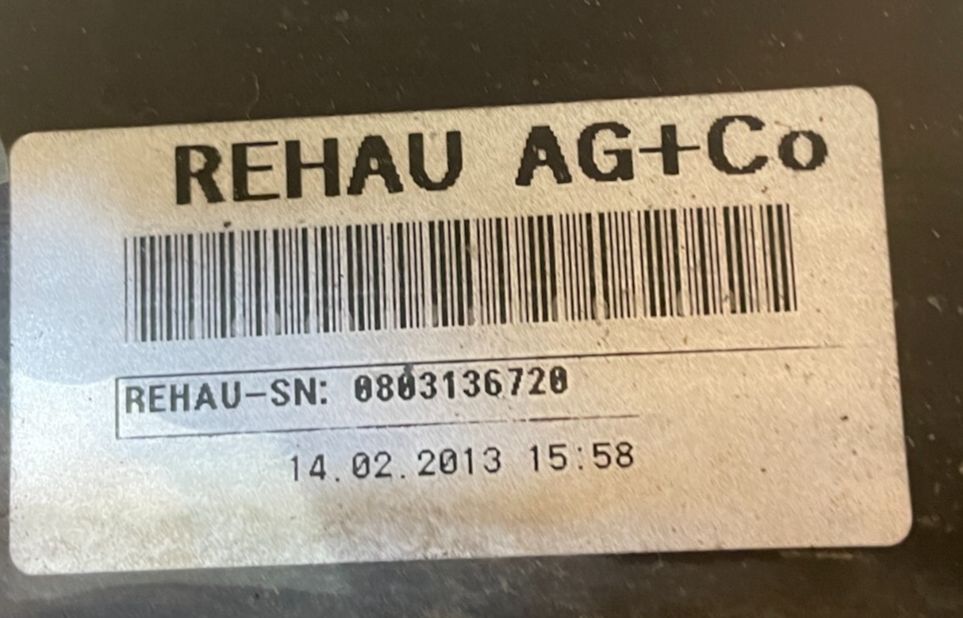 REHAU AG+Co
REHAU-SN: 0803136720
14.02.2013 15:58